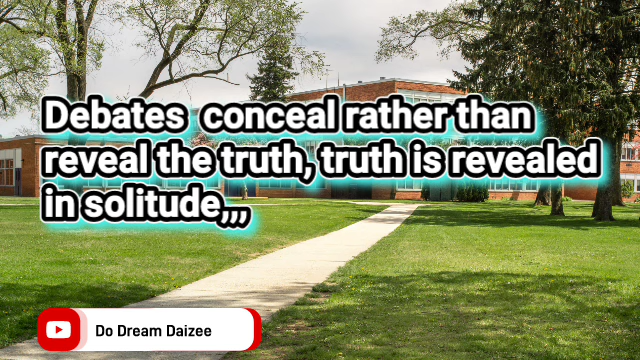 Debates  conceal rather than
reveal the truth, truth is revealed
in solitude,,,
Do Dream Daizee